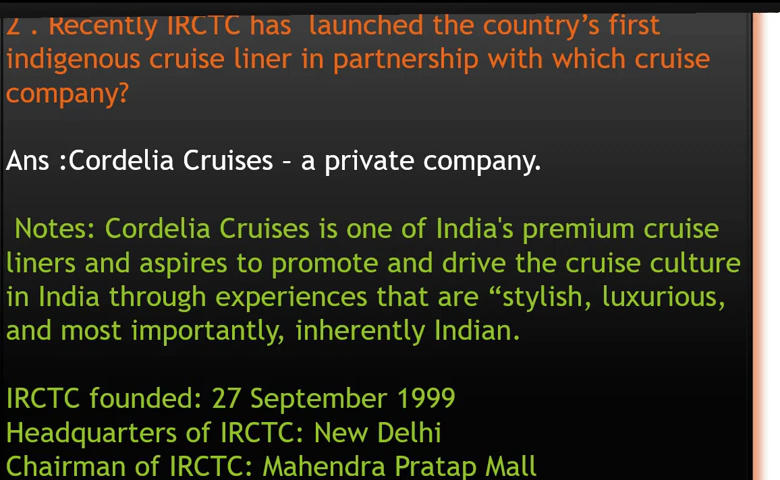 2 . Recently IRCTC has launched the country's first
indigenous cruise liner in partnership with which cruise
company?
Ans :Cordelia Cruises – a private company.
Notes: Cordelia Cruises is one of India's premium cruise
liners and aspires to promote and drive the cruise culture
in India through experiences that are “stylish, luxurious,
and most importantly, inherently Indian.
IRCTC founded: 27 September 1999
Headquarters of IRCTC: New Delhi
Chairman of IRCTC: Mahendra Pratap Mall